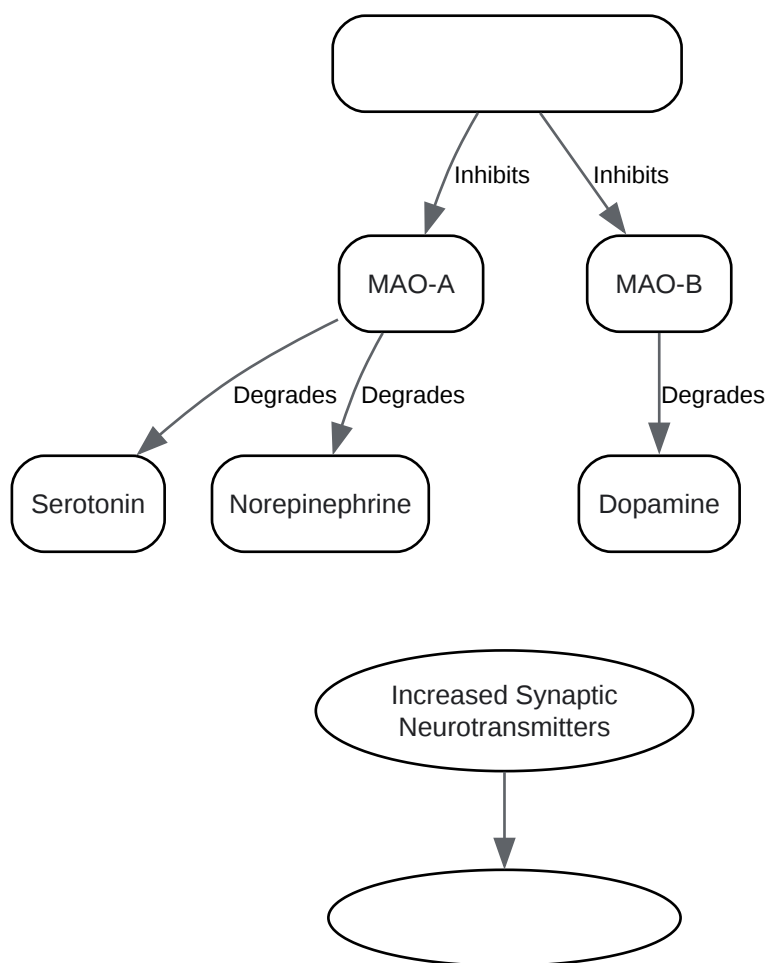 Inhibits
Inhibits
MAO-A
MAO-B
Degrades
Degrades
Degrades
Serotonin
Norepinephrine
Dopamine
Increased Synaptic
Neurotransmitters